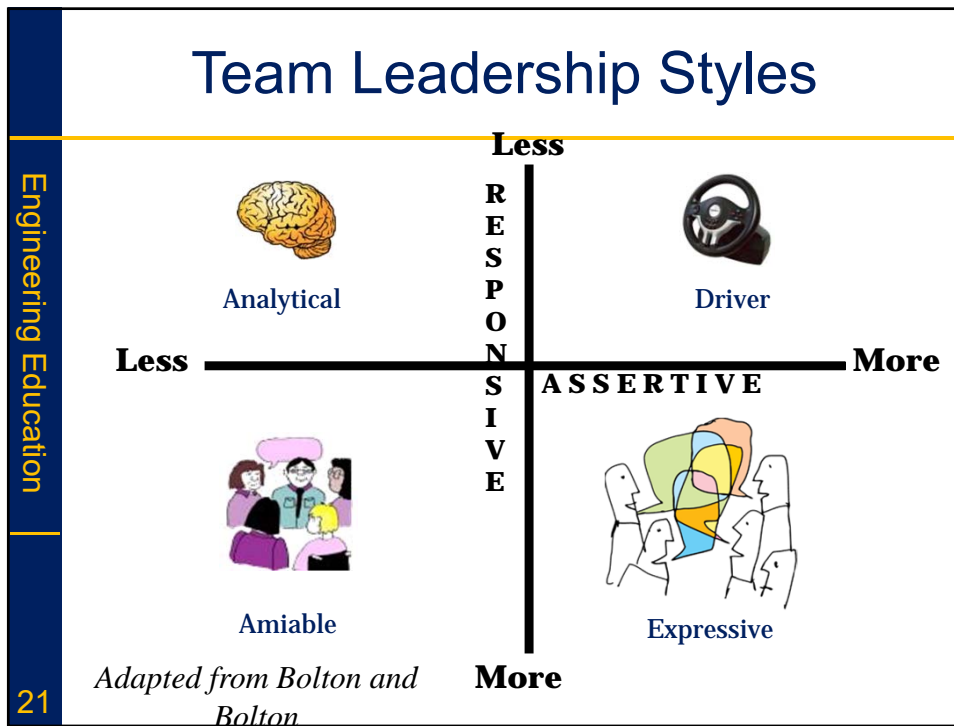 Team Leadership Styles
Engineering Education
Less
RESPONSIVE
Analytical
Driver
Less
More
ASSERTIVE
Amiable
Expressive
More
Adapted from Bolton and
Bolton
21